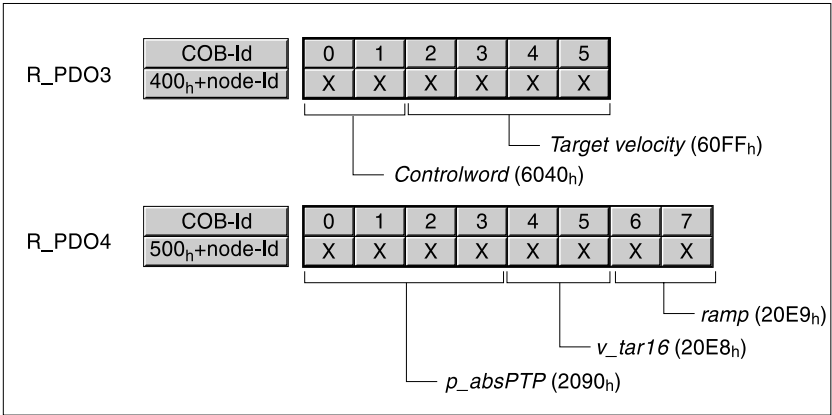 R_PDO3
COB-Id 0 1 2 3 4 5
400h+node-Id X X X X X X
Target velocity (60FFh)
Controlword (6040h)
R_PDO4
COB-Id 0 1 2 3 4 5 6 7
500h+node-Id X X X X X X X X
ramp (20E9h)
v_tar16 (20E8h)
p_absPTP (2090h)